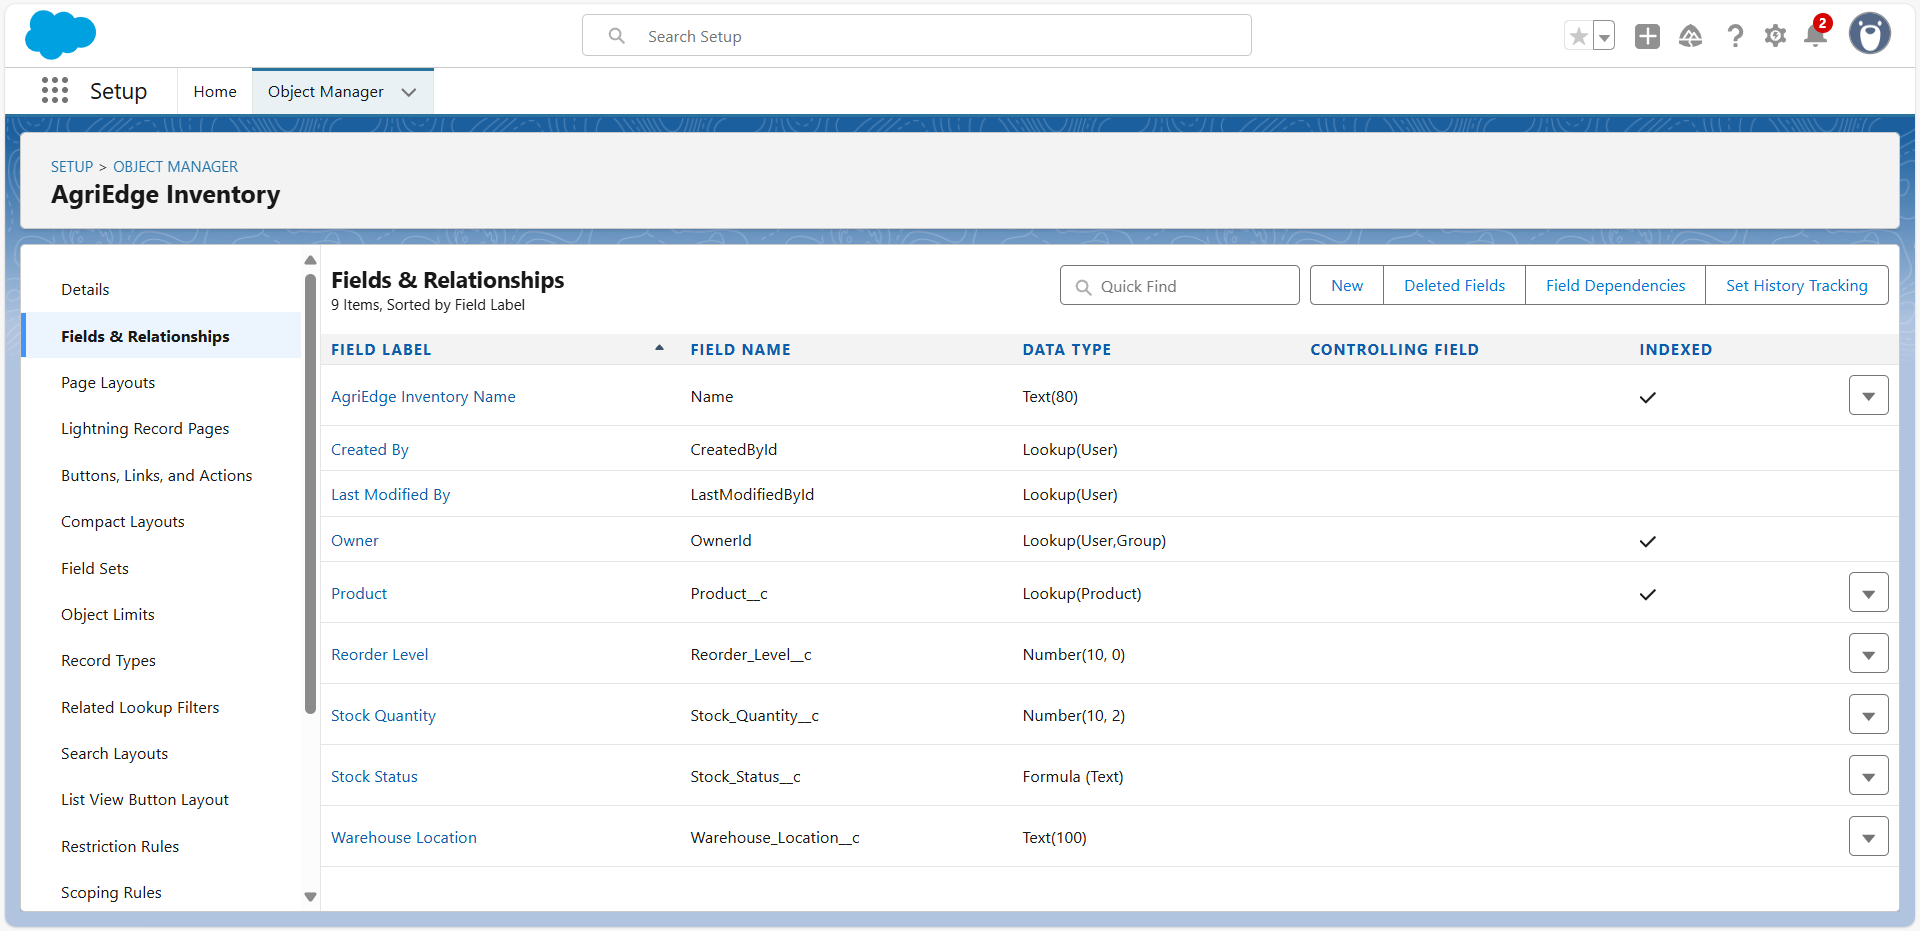 Search Setup
2
Setup
Home
Object Manager
SETUP > OBJECT MANAGER
AgriEdge Inventory
Details
Fields & Relationships
Page Layouts
Lightning Record Pages
Buttons, Links, and Actions
Compact Layouts
Field Sets
Object Limits
Record Types
Related Lookup Filters
Search Layouts
List View Button Layout
Restriction Rules
Scoping Rules
Fields & Relationships
9 Items, Sorted by Field Label
Quick Find
New
Deleted Fields
Field Dependencies
Set History Tracking
FIELD LABEL FIELD NAME DATA TYPE CONTROLLING FIELD INDEXED
AgriEdge Inventory Name Name Text(80)
Created By CreatedById Lookup(User)
Last Modified By LastModifiedById Lookup(User)
Owner OwnerId Lookup(User,Group)
Product Product__c Lookup(Product)
Reorder Level Reorder_Level__c Number(10, 0)
Stock Quantity Stock_Quantity__c Number(10, 2)
Stock Status Stock_Status__c Formula (Text)
Warehouse Location Warehouse_Location__c Text(100)